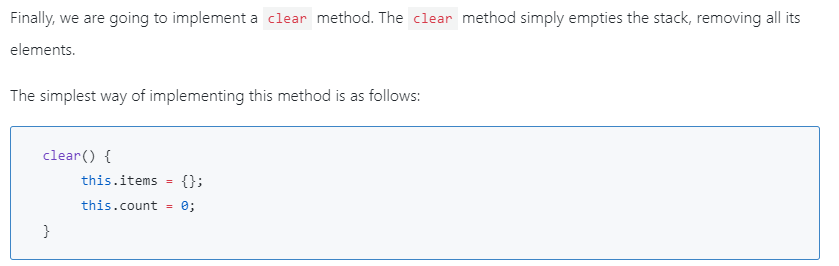 Finally, we are going to implement a clear method. The clear method simply empties the stack, removing all its
elements.
The simplest way of implementing this method is as follows:
clear() {
this.items = {};
this.count = 0;
}